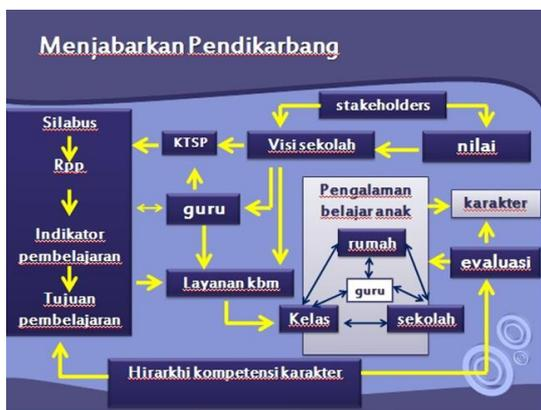 Menjabarkan Pendikarbang
stakeholders
Silabus
KTSP
Visi sekolah
nilai
Rpp
Pengalaman
belajar anak
karakter
guru
rumah
Indikator
pembelajaran
evaluasi
Layanan kbm
guru
Tujuan
pembelajaran
Kelas
sekolah
Hirarkhi kompetensi karakter